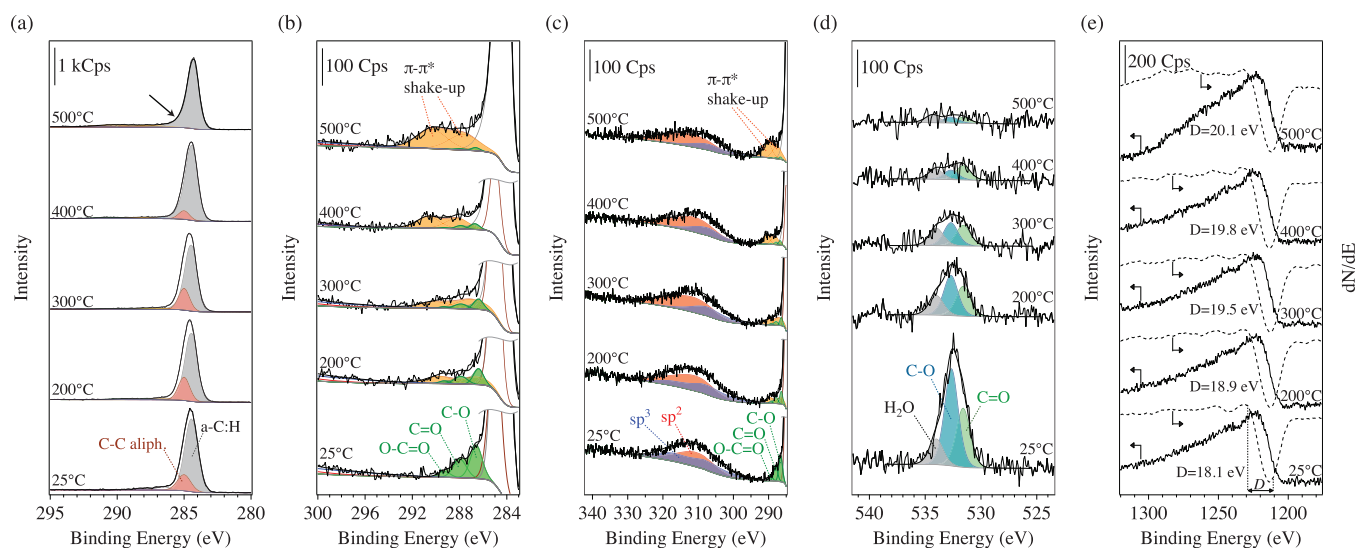 (a)
1 kCps
500°C
400°C
300°C
200°C
25°C
C-C aliph.
a-C:H
Intensity
295
290
285
280
Binding Energy (eV)
(b)
100 Cps
π-π*
shake-up
500°C
400°C
300°C
200°C
25°C
C-O
C=O
O-C=O
Intensity
300
296
292
288
284
Binding Energy (eV)
(c)
100 Cps
π-π*
shake-up
500°C
400°C
300°C
200°C
25°C
sp³
sp²
C-O
C=O
O-C=O
Intensity
340
330
320
310
300
290
Binding Energy (eV)
(d)
100 Cps
500°C
400°C
300°C
200°C
25°C
C-O
H₂O
C=O
Intensity
540
535
530
525
Binding Energy (eV)
(e)
200 Cps
D=20.1 eV
500°C
D=19.8 eV
400°C
D=19.5 eV
300°C
D=18.9 eV
200°C
D=18.1 eV
25°C
D
Intensity
dN/dE
1320
1280
1240
1200
Binding Energy (eV)